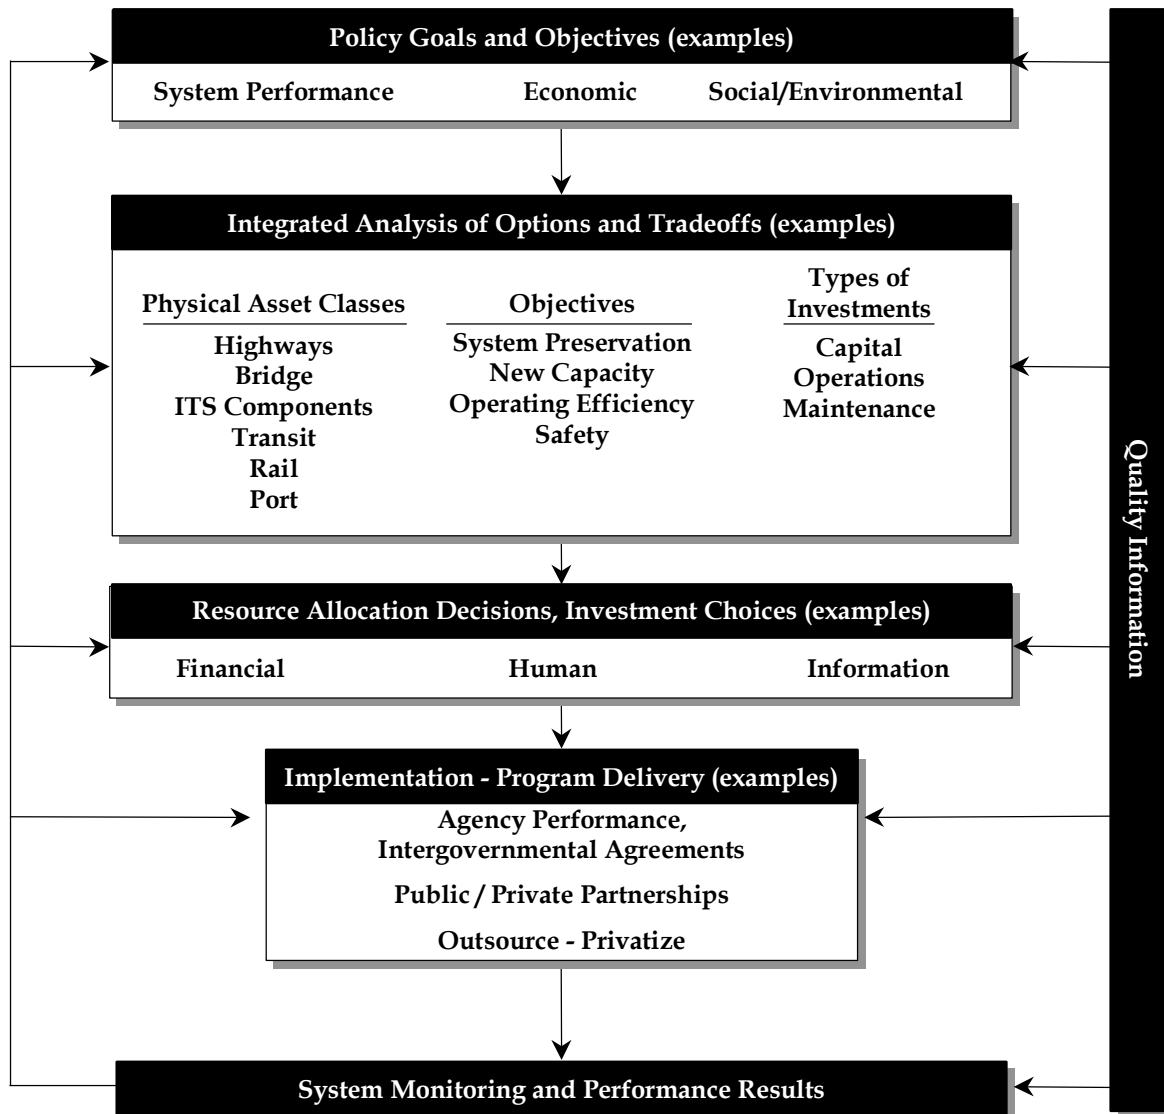 Policy Goals and Objectives (examples)
System Performance
Economic
Social/Environmental
Integrated Analysis of Options and Tradeoffs (examples)
Physical Asset Classes
Highways
Bridge
ITS Components
Transit
Rail
Port
Objectives
System Preservation
New Capacity
Operating Efficiency
Safety
Types of
Investments
Capital
Operations
Maintenance
Resource Allocation Decisions, Investment Choices (examples)
Financial
Human
Information
Implementation - Program Delivery (examples)
Agency Performance,
Intergovernmental Agreements
Public / Private Partnerships
Outsource - Privatize
System Monitoring and Performance Results
Quality Information